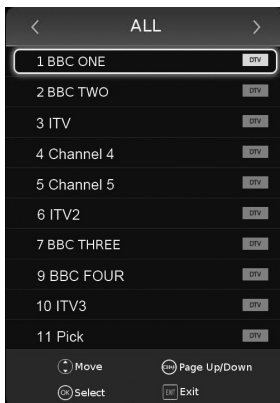 < ALL >
1 BBC ONE DTV
2 BBC TWO DTV
3 ITV DTV
4 Channel 4 DTV
5 Channel 5 DTV
6 ITV2 DTV
7 BBC THREE DTV
9 BBC FOUR DTV
10 ITV3 DTV
11 Pick DTV
Move CH+/- Page Up/Down
OK Select EXIT Exit